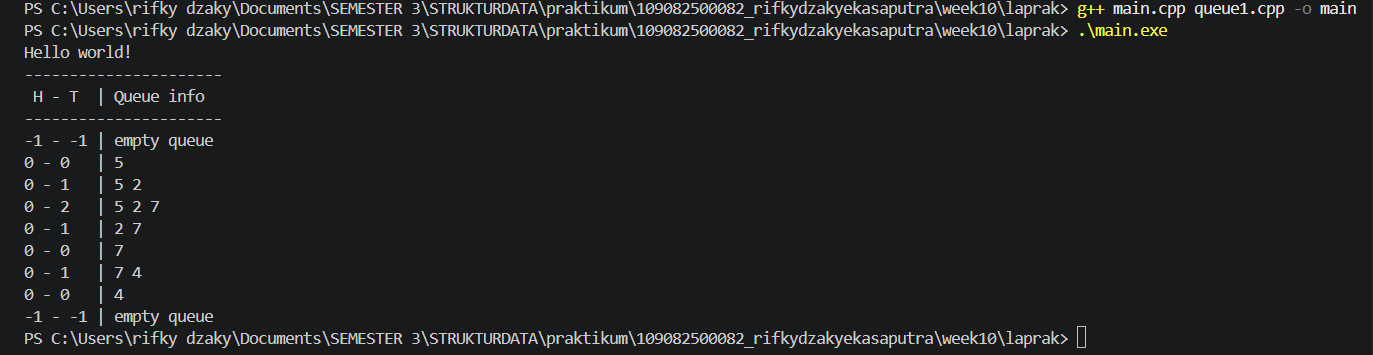 PS C:\Users\rifky dzaky\Documents\SEMESTER 3\STRUKTURDATA\praktikum\109082500082_rifkydzakyekasaputra\week10\laprak> g++ main.cpp queue1.cpp -o main
PS C:\Users\rifky dzaky\Documents\SEMESTER 3\STRUKTURDATA\praktikum\109082500082_rifkydzakyekasaputra\week10\laprak> .\main.exe
Hello world!
----------------------
 H - T  | Queue info
----------------------
-1 - -1 | empty queue
0 - 0   | 5
0 - 1   | 5 2
0 - 2   | 5 2 7
0 - 1   | 2 7
0 - 0   | 7
0 - 1   | 7 4
0 - 0   | 4
-1 - -1 | empty queue
PS C:\Users\rifky dzaky\Documents\SEMESTER 3\STRUKTURDATA\praktikum\109082500082_rifkydzakyekasaputra\week10\laprak>